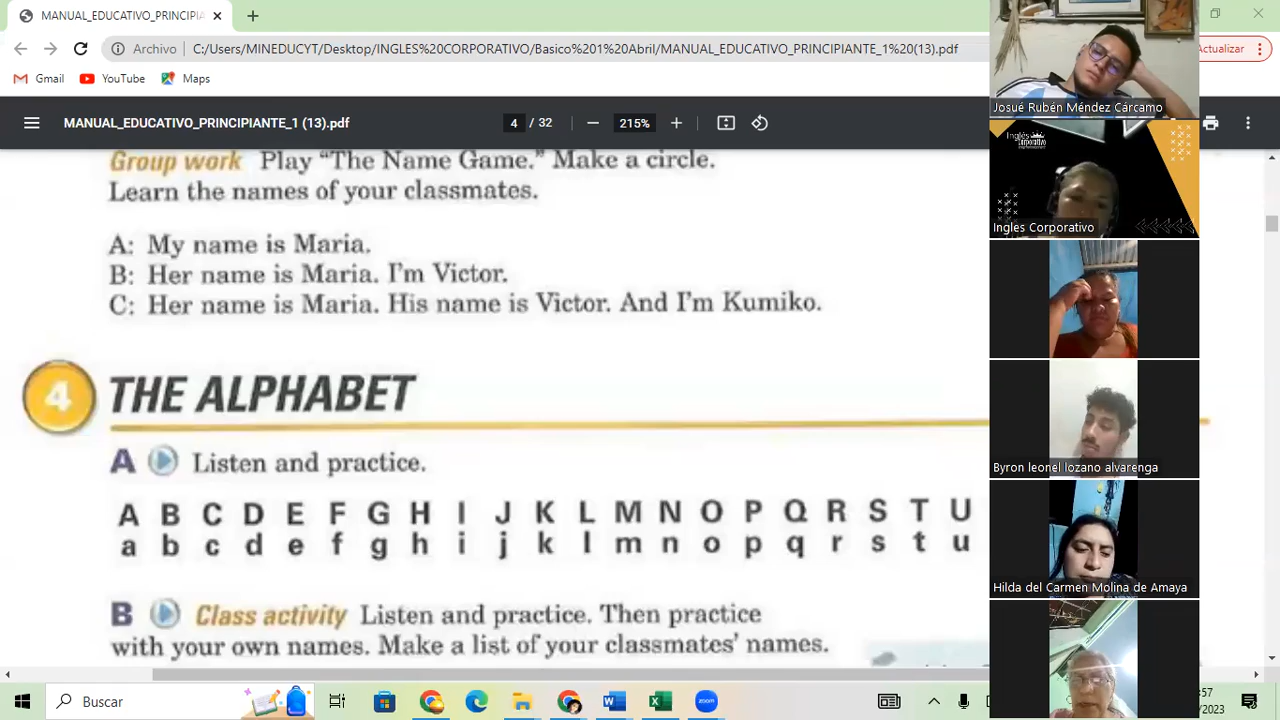 MANUAL_EDUCATIVO_PRINCIPIA
Archivo
C:/Users/MINEDUCYT/Desktop/INGLES%20CORPORATIVO/Basico%201%20Abril/MANUAL_EDUCATIVO_PRINCIPIANTE_1%20(13).pdf
Actualizar
Gmail
YouTube
Maps
MANUAL_EDUCATIVO_PRINCIPIANTE_1 (13).pdf
4 / 32
215%
Group work Play "The Name Game." Make a circle.
Learn the names of your classmates.
A: My name is Maria.
B: Her name is Maria. I'm Victor.
C: Her name is Maria. His name is Victor. And I'm Kumiko.
4 THE ALPHABET
A Listen and practice.
A B C D E F G H I J K L M N O P Q R S T U
a b c d e f g h i j k l m n o p q r s t u
B Class activity Listen and practice. Then practice
with your own names. Make a list of your classmates' names.
Josué Rubén Méndez Cárcamo
Inglés
Corporativo
Ingles Corporativo
Byron leonel lozano alvarenga
Hilda del Carmen Molina de Amaya
Buscar
:57
/2023